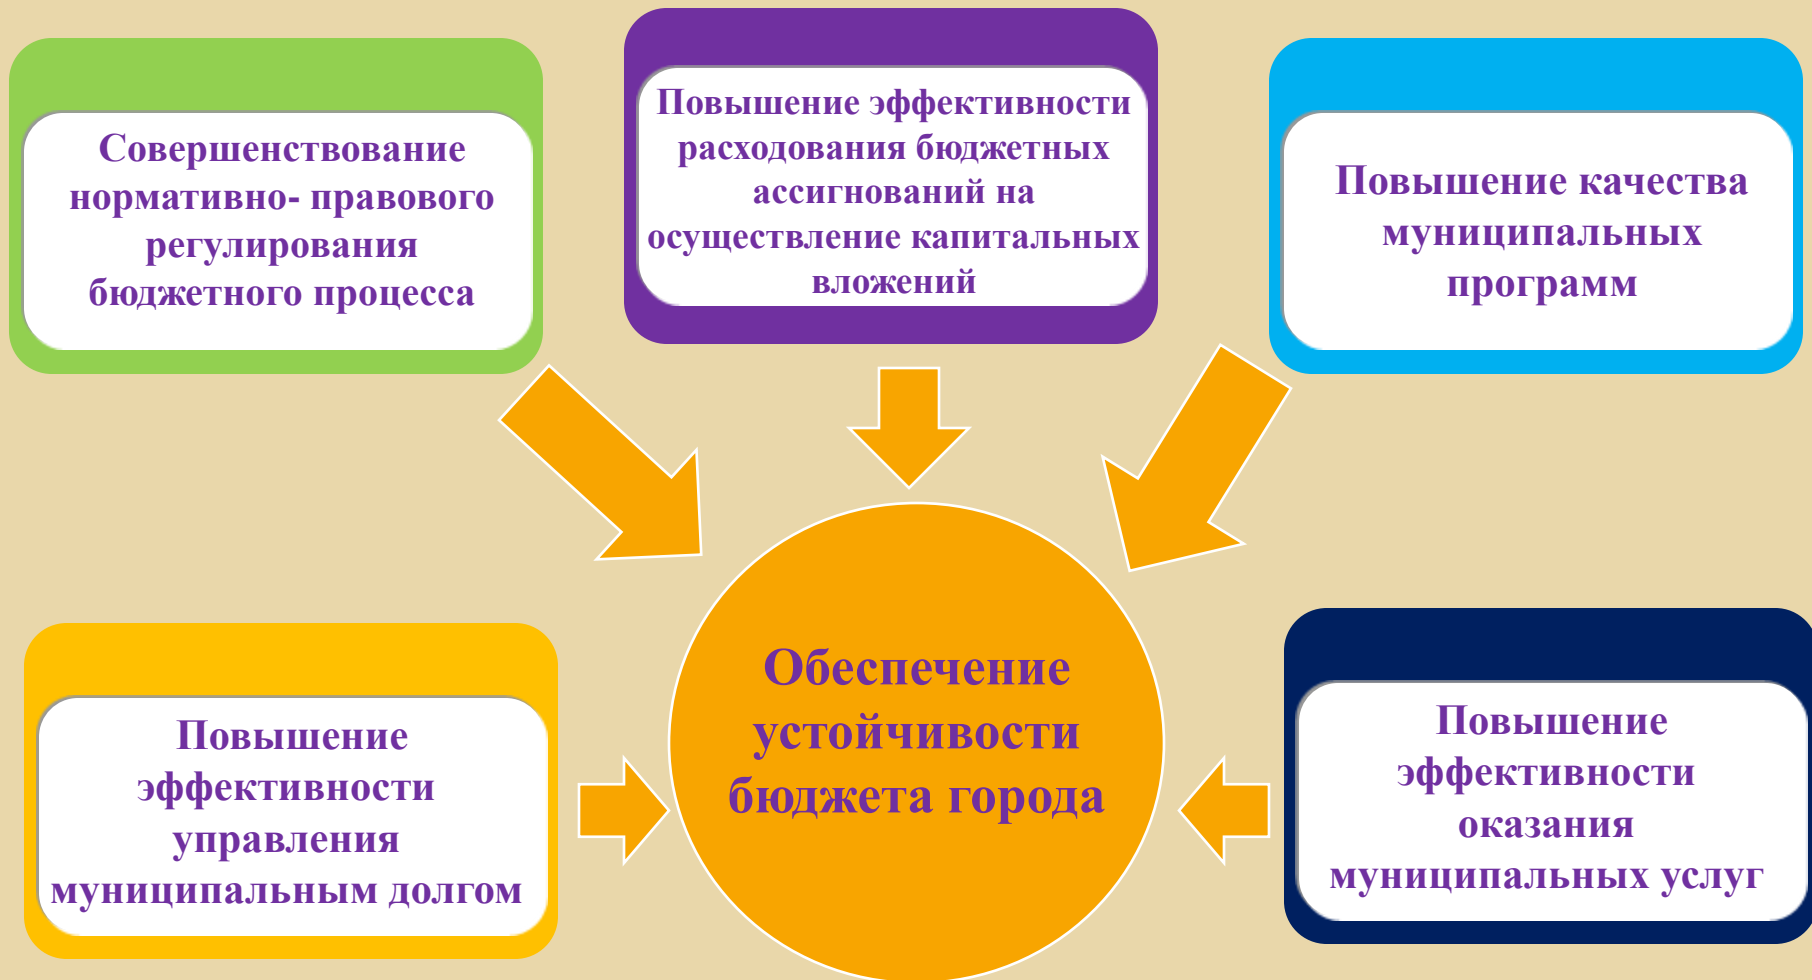 Совершенствование
нормативно- правового
регулирования
бюджетного процесса
Повышение эффективности
расходования бюджетных
ассигнований на
осуществление капитальных
вложений
Повышение качества
муниципальных
программ
Повышение
эффективности
управления
муниципальным долгом
Обеспечение
устойчивости
бюджета города
Повышение
эффективности
оказания
муниципальных услуг